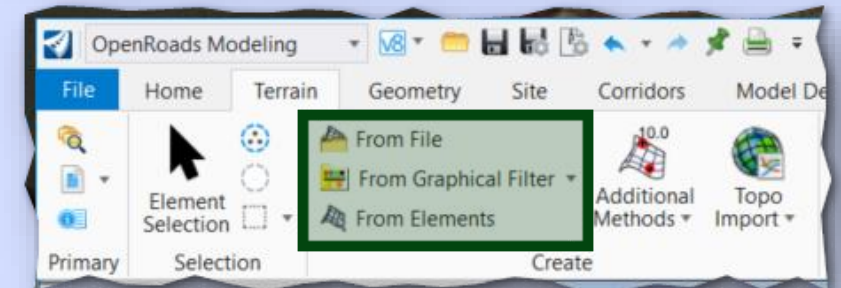 OpenRoads Modeling
V8
File Home Terrain Geometry Site Corridors Model De
From File
From Graphical Filter
From Elements
Element
Selection
10.0
Additional
Methods
Topo
Import
Primary Selection Create